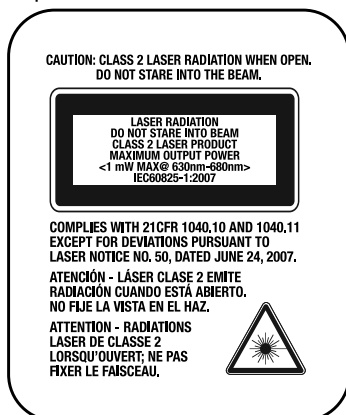 CAUTION: CLASS 2 LASER RADIATION WHEN OPEN.
DO NOT STARE INTO THE BEAM.
LASER RADIATION
DO NOT STARE INTO BEAM
CLASS 2 LASER PRODUCT
MAXIMUM OUTPUT POWER
<1 mW MAX@ 630nm-680nm>
IEC60825-1:2007
COMPLIES WITH 21CFR 1040.10 AND 1040.11
EXCEPT FOR DEVIATIONS PURSUANT TO
LASER NOTICE NO. 50, DATED JUNE 24, 2007.
ATENCIÓN - LÁSER CLASE 2 EMITE
RADIACIÓN CUANDO ESTÁ ABIERTO.
NO FIJE LA VISTA EN EL HAZ.
ATTENTION - RADIATIONS
LASER DE CLASSE 2
LORSQU'OUVERT; NE PAS
FIXER LE FAISCEAU.